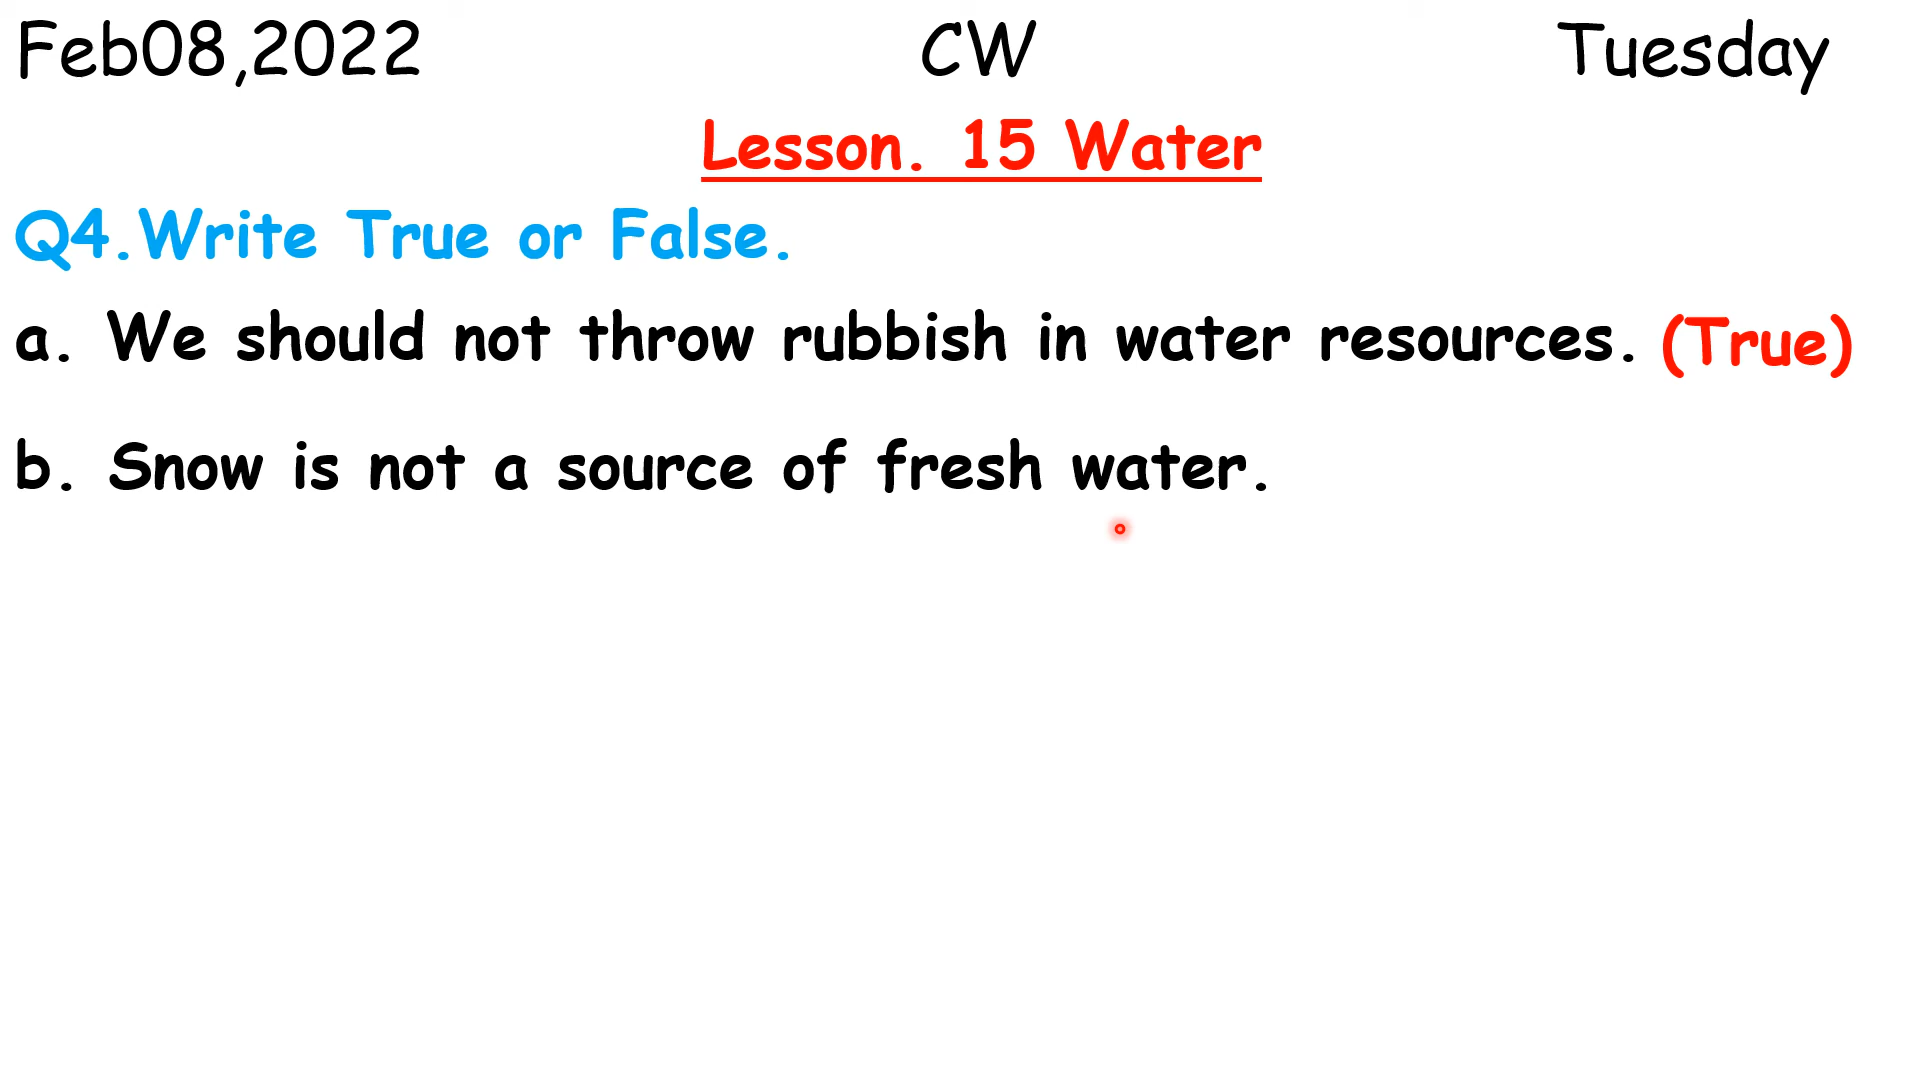 Feb08,2022 CW Tuesday
Lesson. 15 Water
Q4.Write True or False.
a. We should not throw rubbish in water resources. (True)
b. Snow is not a source of fresh water.